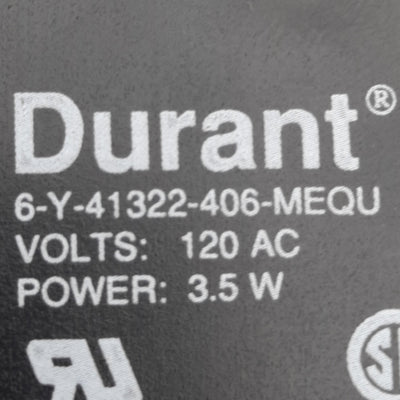 Durant®
6-Y-41322-406-MEQU
VOLTS: 120 AC
POWER: 3.5 W